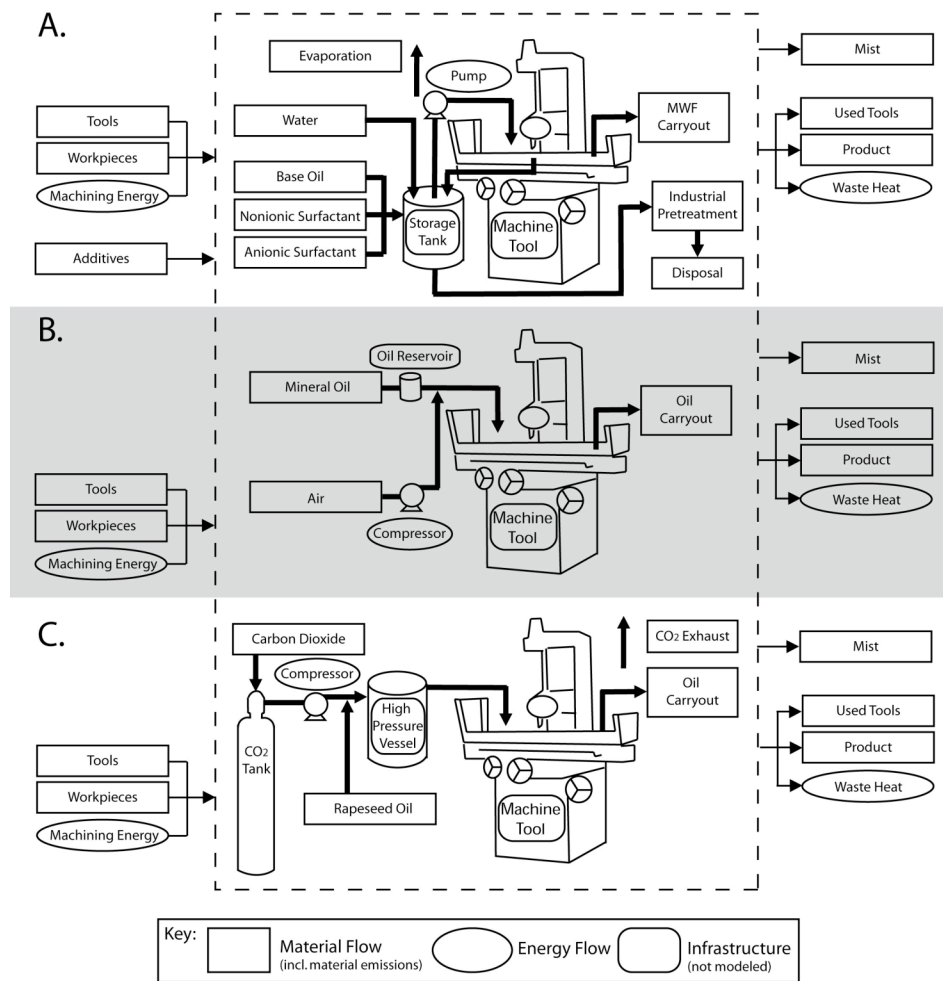 A.
Evaporation
Pump
Mist
Tools
Water
MWF
Carryout
Used Tools
Workpieces
Product
Base Oil
Machining Energy
Waste Heat
Nonionic Surfactant
Storage
Tank
Machine
Tool
Industrial
Pretreatment
Anionic Surfactant
Additives
Disposal
B.
Oil Reservoir
Mist
Mineral Oil
Oil
Carryout
Used Tools
Product
Tools
Air
Waste Heat
Workpieces
Compressor
Machine
Tool
Machining Energy
C.
Carbon Dioxide
CO2 Exhaust
Mist
Compressor
Oil
Carryout
High
Pressure
Vessel
Used Tools
CO2
Tank
Product
Tools
Waste Heat
Workpieces
Rapeseed Oil
Machine
Tool
Machining Energy
Key:
Material Flow
(incl. material emissions)
Energy Flow
Infrastructure
(not modeled)